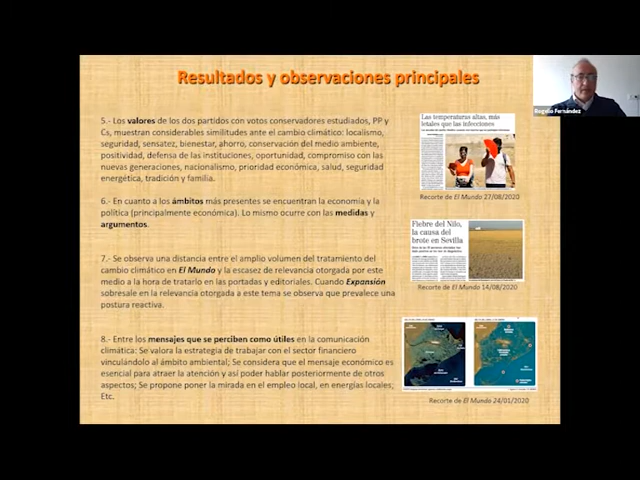 Resultados y observaciones principales
5.- Los valores de los dos partidos con votos conservadores estudiados, PP y
Cs, muestran considerables similitudes ante el cambio climático: localismo,
seguridad, sensatez, bienestar, ahorro, conservación del medio ambiente,
positividad, defensa de las instituciones, oportunidad, compromiso con las
nuevas generaciones, nacionalismo, prioridad económica, salud, seguridad
energética, tradición y familia.
6.- En cuanto a los ámbitos más presentes se encuentran la economía y la
política (principalmente económica). Lo mismo ocurre con las medidas y
argumentos.
7.- Se observa una distancia entre el amplio volumen del tratamiento del
cambio climático en El Mundo y la escasez de relevancia otorgada por este
medio a la hora de tratarlo en las portadas y editoriales. Cuando Expansión
sobresale en la relevancia otorgada a este tema se observa que prevalece una
postura reactiva.
8.- Entre los mensajes que se perciben como útiles en la comunicación
climática: Se valora la estrategia de trabajar con el sector financiero
vinculándolo al ámbito ambiental; Se considera que el mensaje económico es
esencial para atraer la atención y así poder hablar posteriormente de otros
aspectos; Se propone poner la mirada en el empleo local, en energías locales;
Etc.
Las temperaturas altas, más
letales que las infecciones
Recorte de El Mundo 27/08/2020
Fiebre del Nilo,
la causa del
brote en Sevilla
Recorte de El Mundo 14/08/2020
Recorte de El Mundo 24/01/2020
Rogelio Fernández